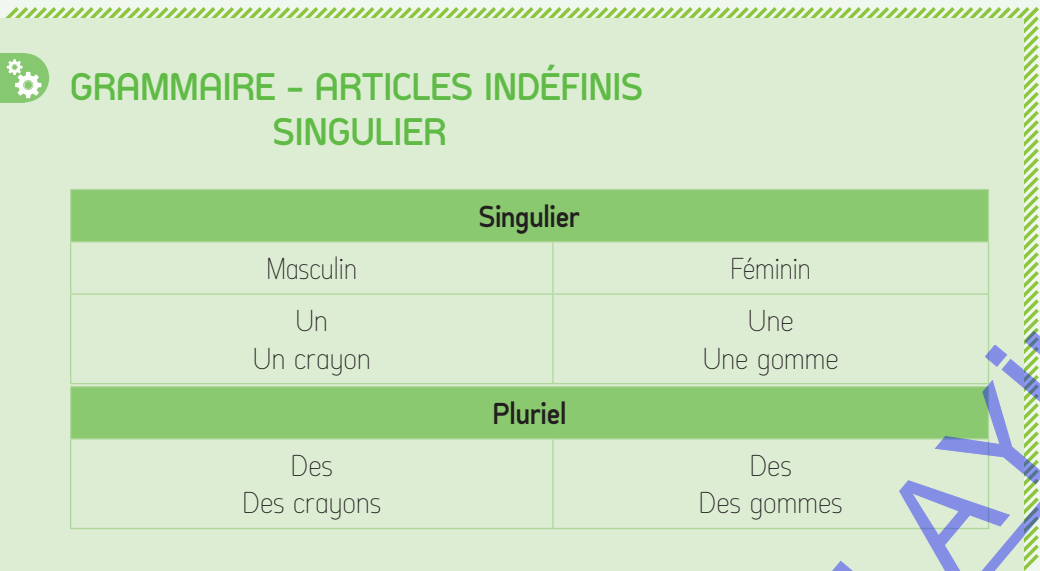 GRAMMAIRE - ARTICLES INDÉFINIS
SINGULIER
Singulier
Masculin Féminin
Un Une
Un crayon Une gomme
Pluriel
Des Des
Des crayons Des gommes